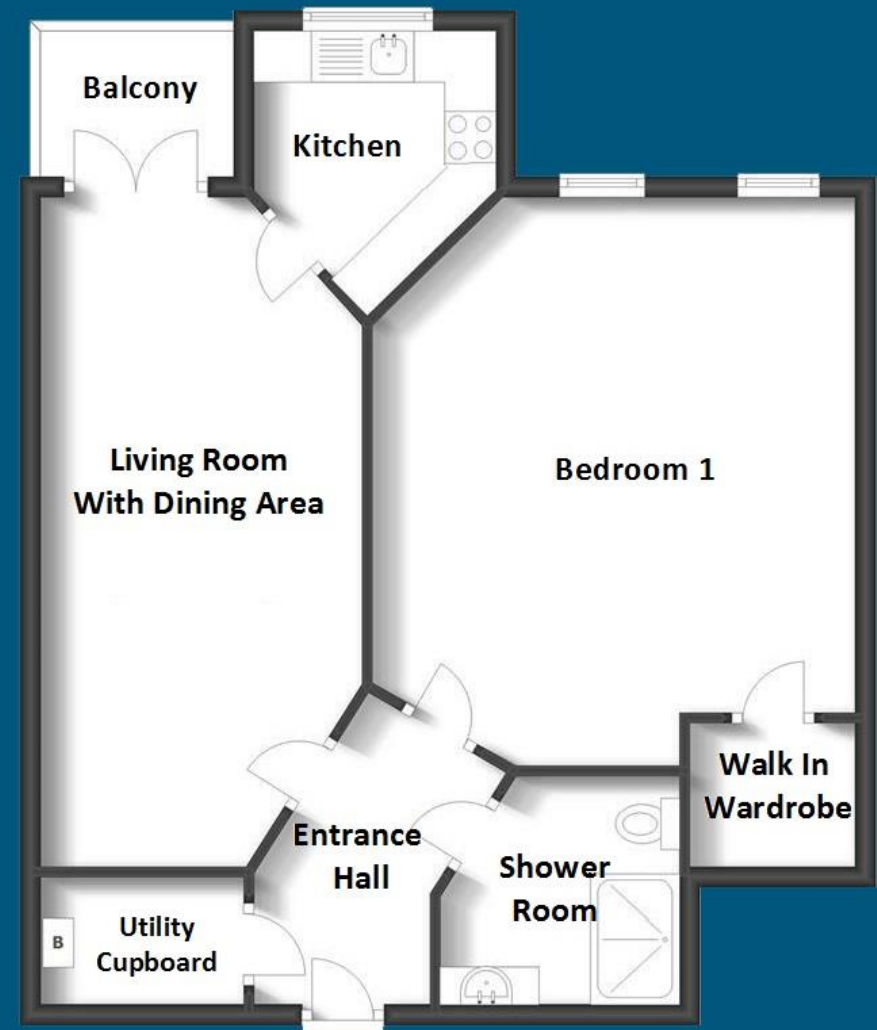 Balcony
Kitchen
Living Room
With Dining Area
Bedroom 1
Walk In
Wardrobe
Entrance
Hall
Shower
Room
Utility
Cupboard
B